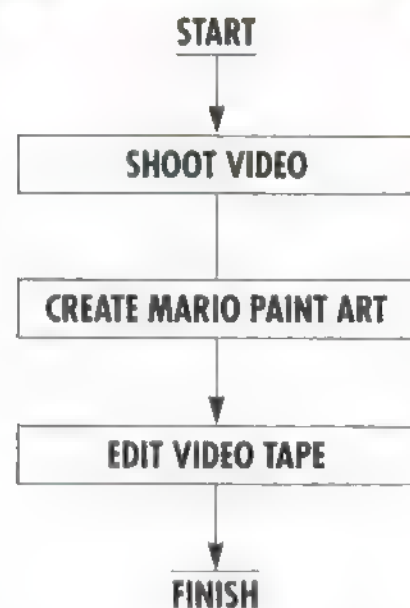 START
SHOOT VIDEO
CREATE MARIO PAINT ART
EDIT VIDEO TAPE
FINISH